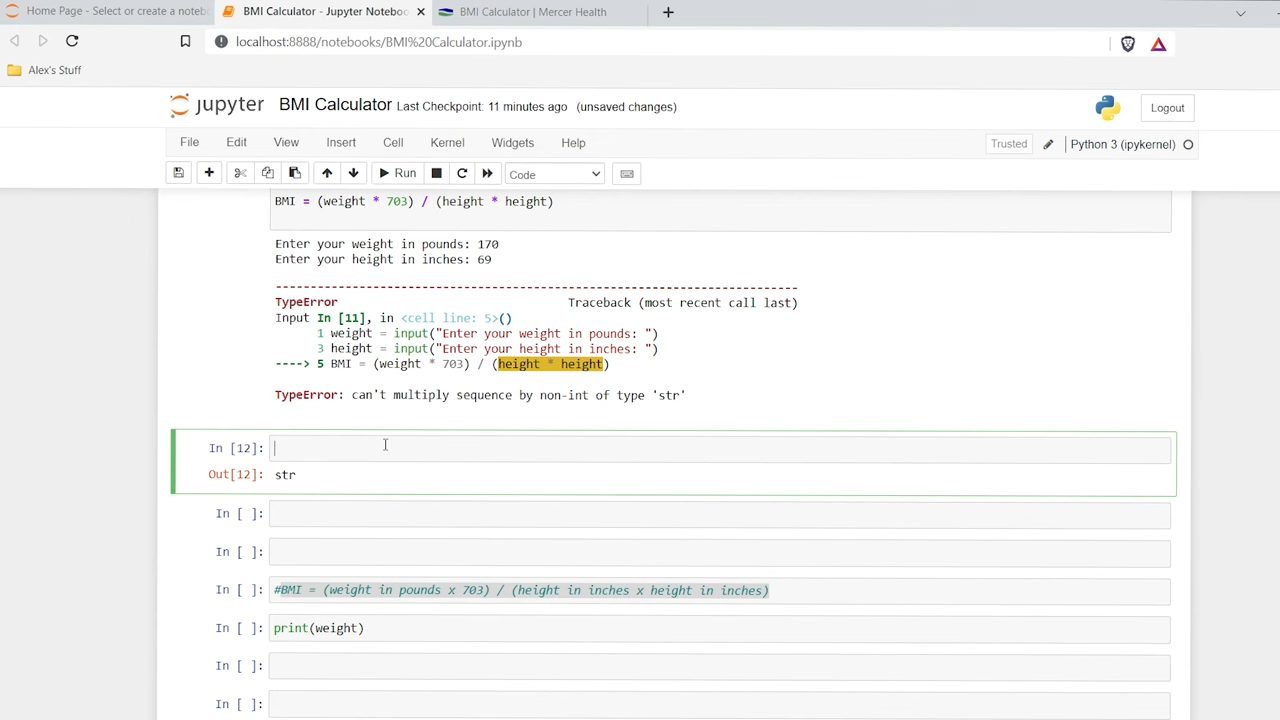 Home Page - Select or create a noteb
BMI Calculator - Jupyter Noteboo
BMI Calculator | Mercer Health
localhost:8888/notebooks/BMI%20Calculator.ipynb
Alex's Stuff
jupyter BMI Calculator Last Checkpoint: 11 minutes ago (unsaved changes)
Logout
File Edit View Insert Cell Kernel Widgets Help
Trusted
Python 3 (ipykernel)
Run
Code
BMI = (weight * 703) / (height * height)
Enter your weight in pounds: 170
Enter your height in inches: 69
---------------------------------------------------------------------------
TypeError Traceback (most recent call last)
Input In [11], in <cell line: 5>()
1 weight = input("Enter your weight in pounds: ")
3 height = input("Enter your height in inches: ")
----> 5 BMI = (weight * 703) / (height * height)
TypeError: can't multiply sequence by non-int of type 'str'
In [12]:
Out[12]: str
In [ ]:
In [ ]:
In [ ]: #BMI = (weight in pounds x 703) / (height in inches x height in inches)
In [ ]: print(weight)
In [ ]:
In [ ]: